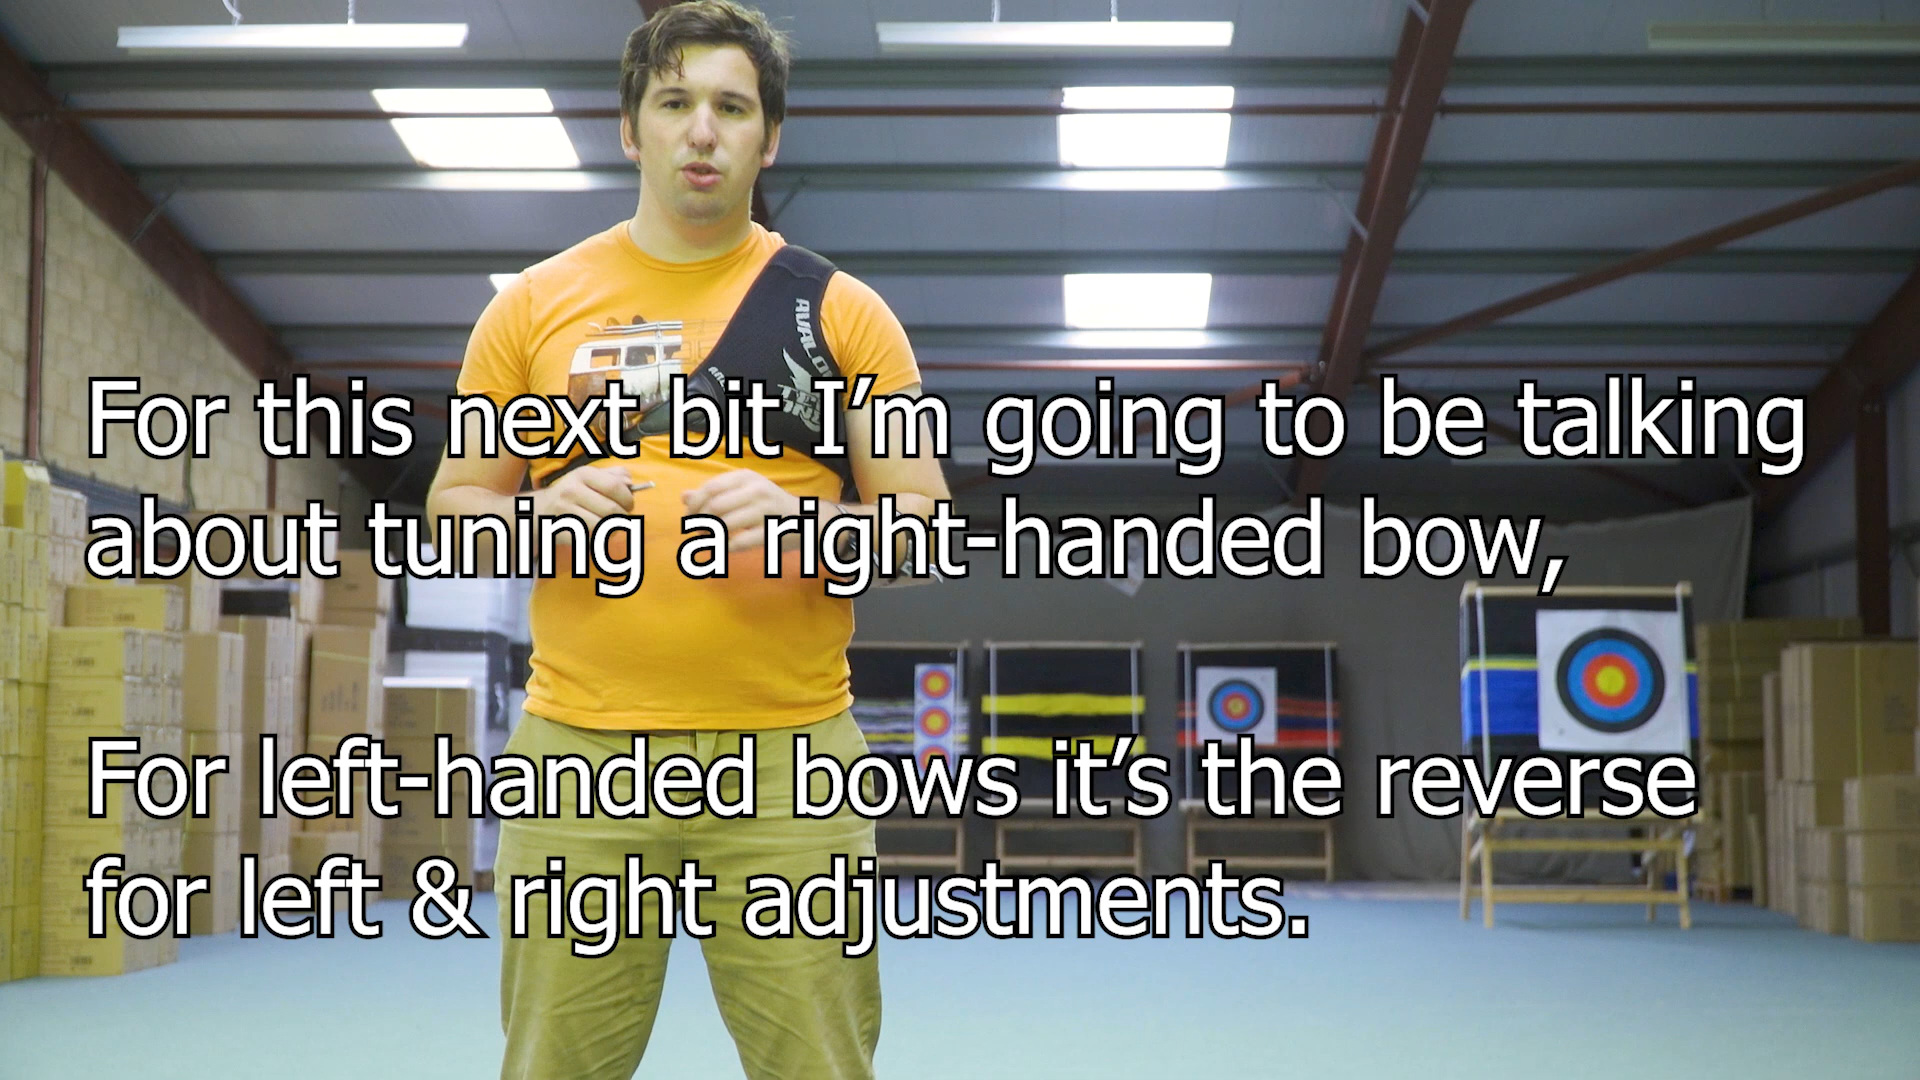 AVALON
For this next bit I’m going to be talking
about tuning a right-handed bow,
For left-handed bows it’s the reverse
for left & right adjustments.